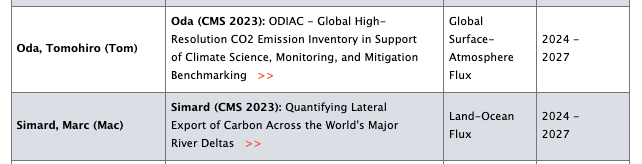 Oda, Tomohiro (Tom)
Oda (CMS 2023): ODIAC - Global High-
Resolution CO2 Emission Inventory in Support
of Climate Science, Monitoring, and Mitigation
Benchmarking >>
Global
Surface-
Atmosphere
Flux
2024 -
2027
Simard, Marc (Mac)
Simard (CMS 2023): Quantifying Lateral
Export of Carbon Across the World's Major
River Deltas >>
Land-Ocean
Flux
2024 -
2027